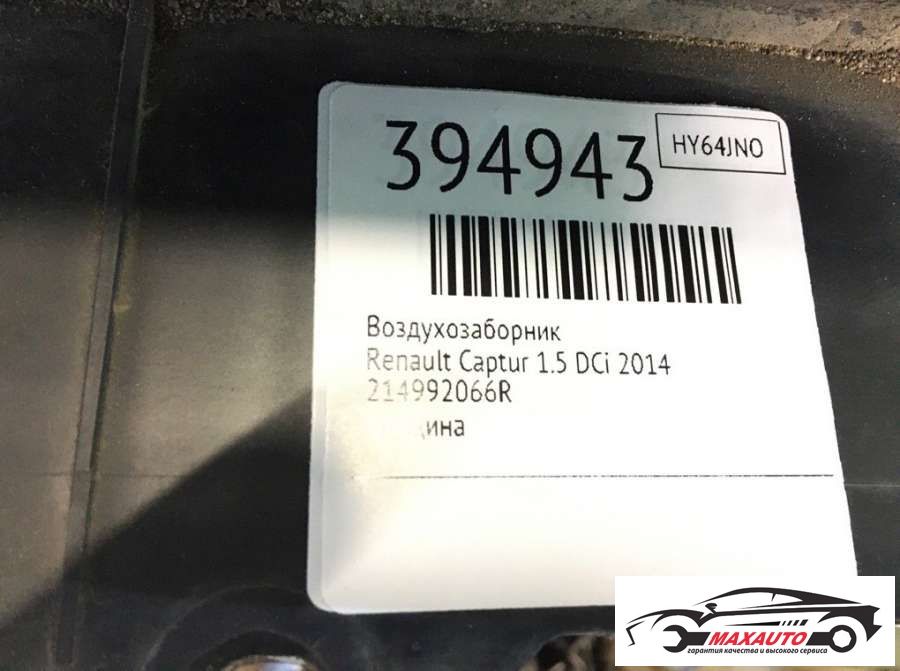 394943
HY64JNO
Воздухозаборник
Renault Captur 1.5 DCi 2014
214992066R
MAXAUTO
гарантия качества и высокого сервиса